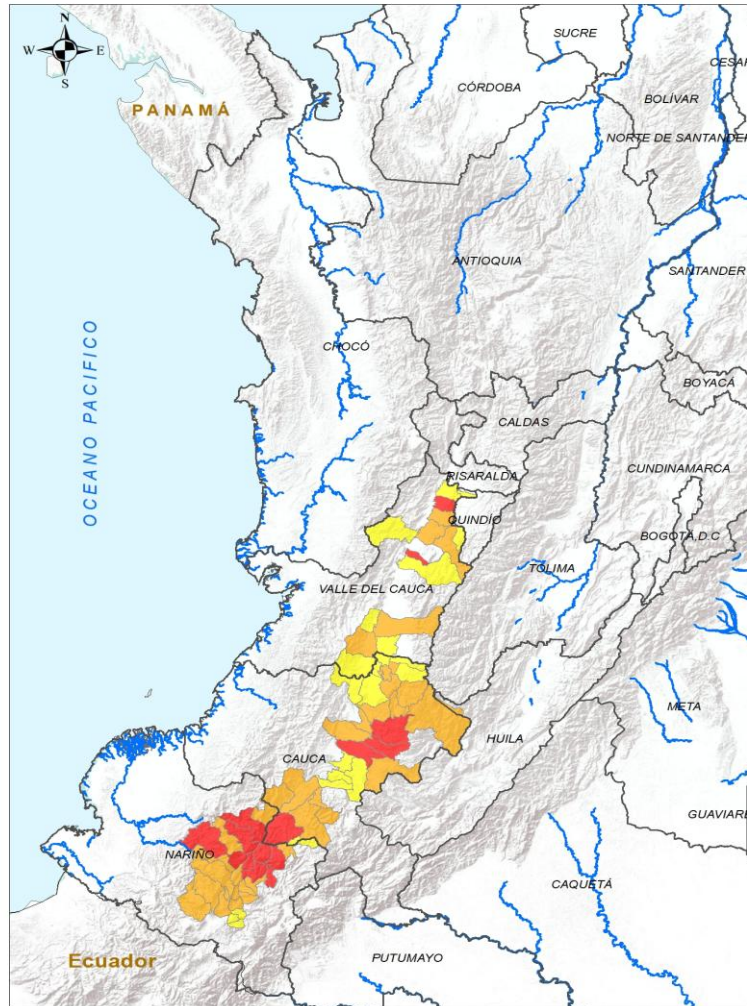 N
W E
S
PANAMÁ
SUCRE
CÓRDOBA
CESAR
BOLÍVAR
NORTE DE SANTANDER
ANTIOQUIA
SANTANDER
OCEANO PACIFICO
CHOCÓ
BOYACÁ
CALDAS
RISARALDA
CUNDINAMARCA
QUINDÍO
BOGOTÁ, D.C
TOLIMA
VALLE DEL CAUCA
META
HUILA
CAUCA
GUAVIARE
NARIÑO
CAQUETÁ
PUTUMAYO
Ecuador